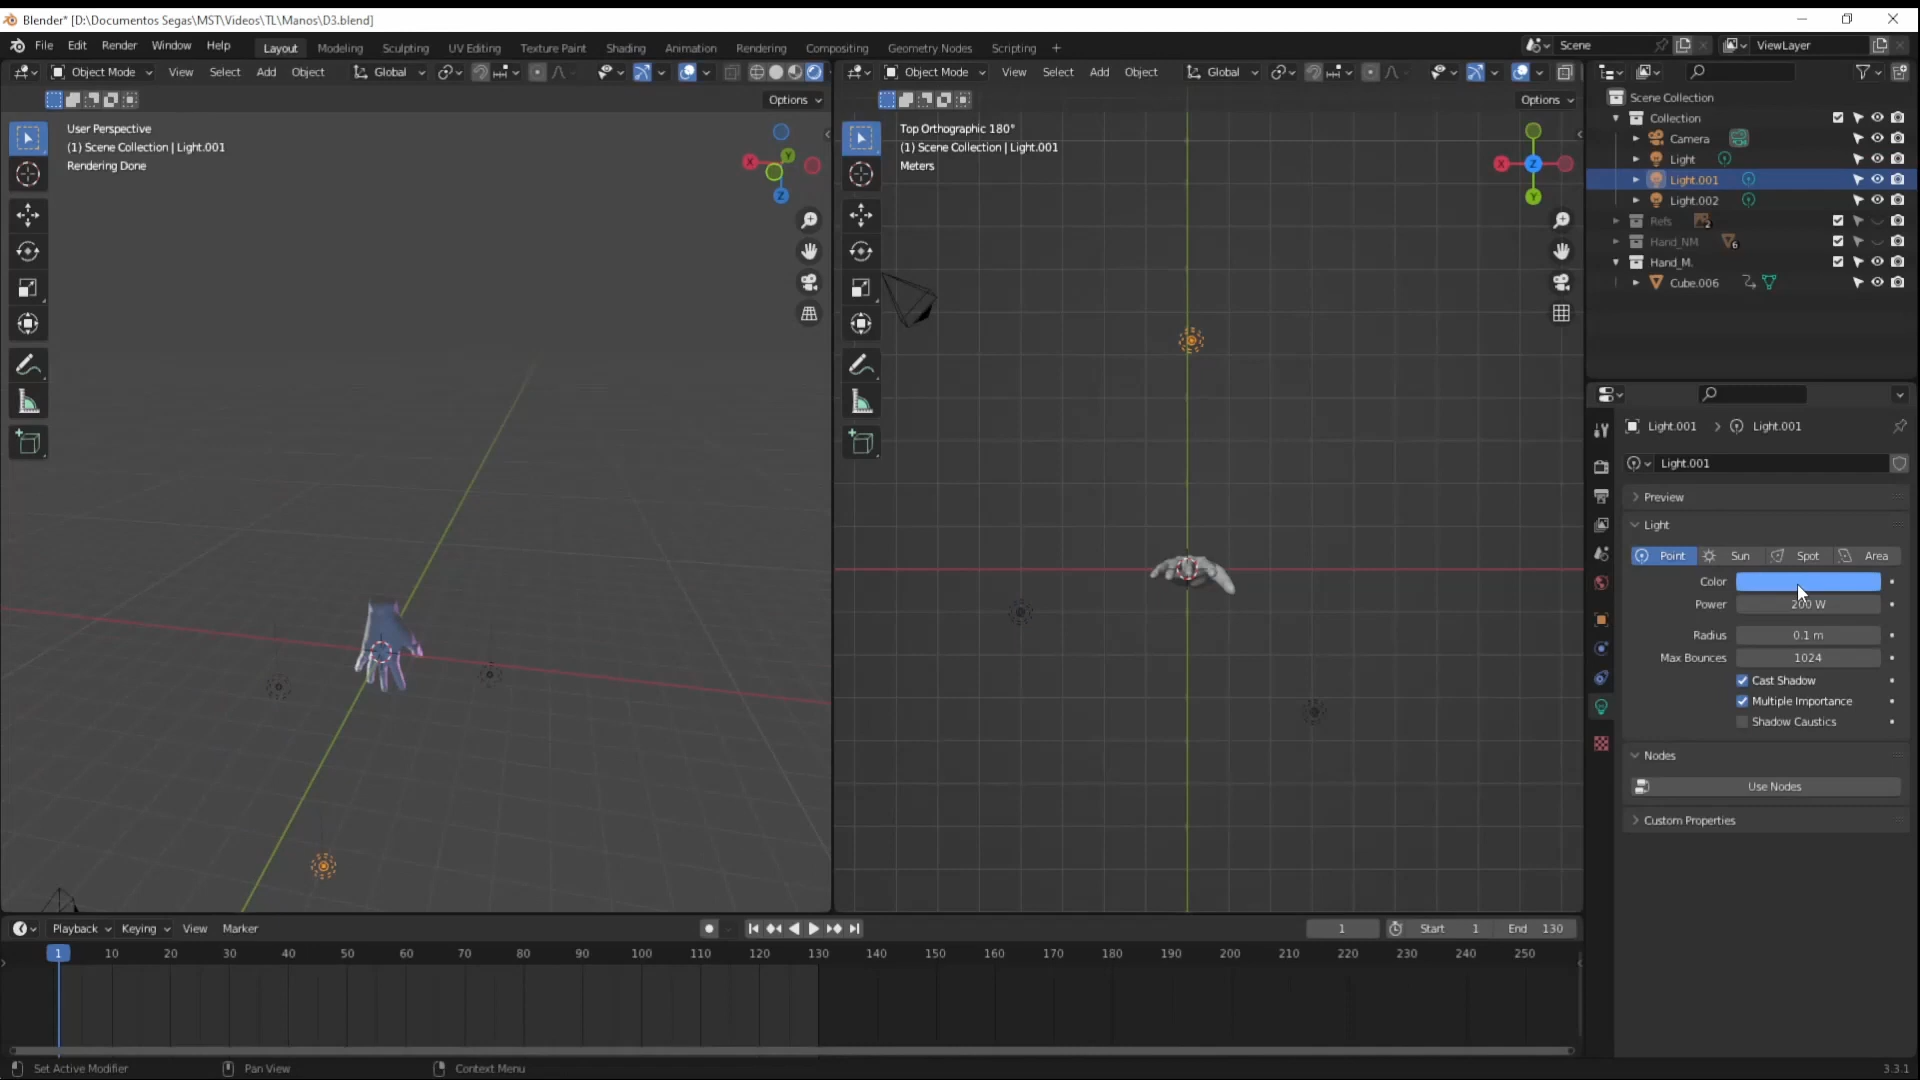 Blender* [D:\Documentos Segas\MST\Videos\TL\Manos\D3.blend]
File Edit Render Window Help Layout Modeling Sculpting UV Editing Texture Paint Shading Animation Rendering Compositing Geometry Nodes Scripting + Scene ViewLayer
Object Mode View Select Add Object Global
Object Mode View Select Add Object Global
Options
Options
User Perspective
(1) Scene Collection | Light.001
Rendering Done
X
Y
Z
Top Orthographic 180°
(1) Scene Collection | Light.001
Meters
X
Z
Y
Scene Collection
Collection
Camera
Light
Light.001
Light.002
Refs 2
Hand_NM 6
Hand_M.
Cube.006
Light.001 > Light.001
Light.001
Preview
Light
Point Sun Spot Area
Color
Power 200 W
Radius 0.1 m
Max Bounces 1024
Cast Shadow
Multiple Importance
Shadow Caustics
Nodes
Use Nodes
Custom Properties
Playback Keying View Marker 1 Start 1 End 130
1 10 20 30 40 50 60 70 80 90 100 110 120 130 140 150 160 170 180 190 200 210 220 230 240 250
Set Active Modifier Pan View Context Menu 3.3.1